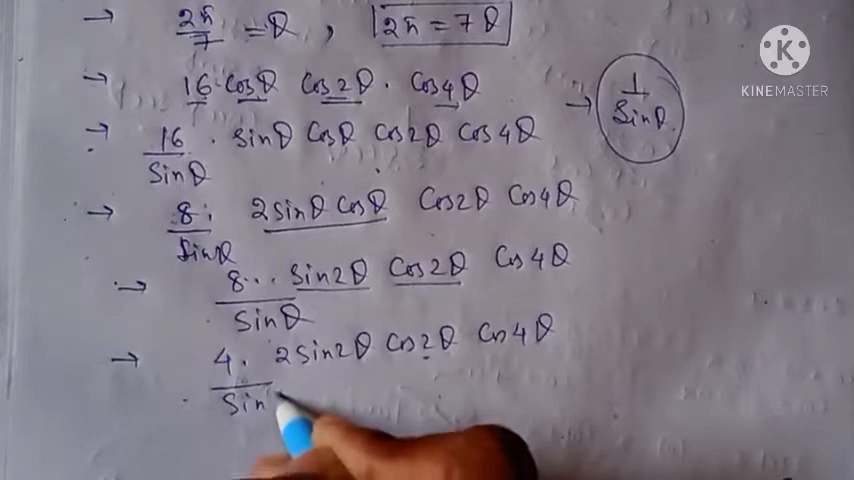 → 2π/7 = θ, 2π = 7θ
→ 16 · cosθ cos2θ · cos4θ
→ 1/sinθ.
→ 16/sinθ · sinθ cosθ cos2θ cos4θ
→ 8/sinθ · 2sinθ cosθ cos2θ cos4θ
→ 8/sinθ · · sin2θ cos2θ cos4θ
→ 4/sin · 2sin2θ cos2θ cos4θ
K
KINEMASTER